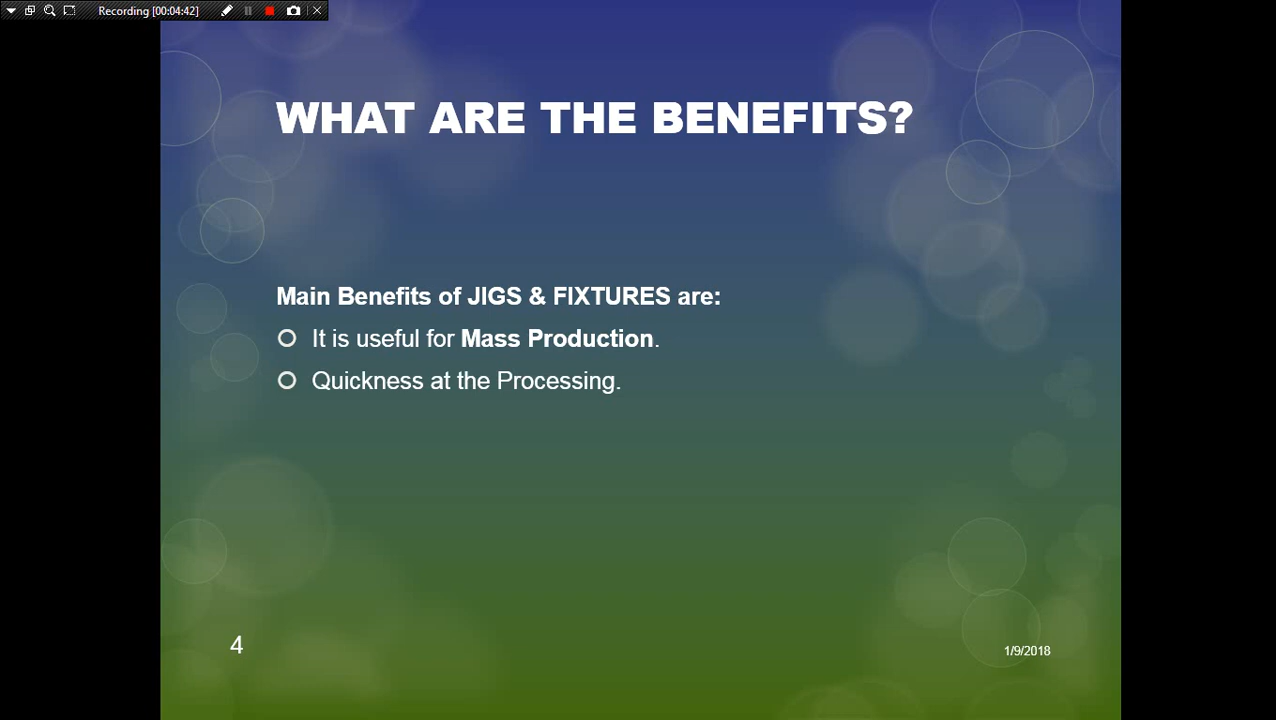 Recording [00:04:42]
WHAT ARE THE BENEFITS?
Main Benefits of JIGS & FIXTURES are:
It is useful for Mass Production.
Quickness at the Processing.
4
1/9/2018